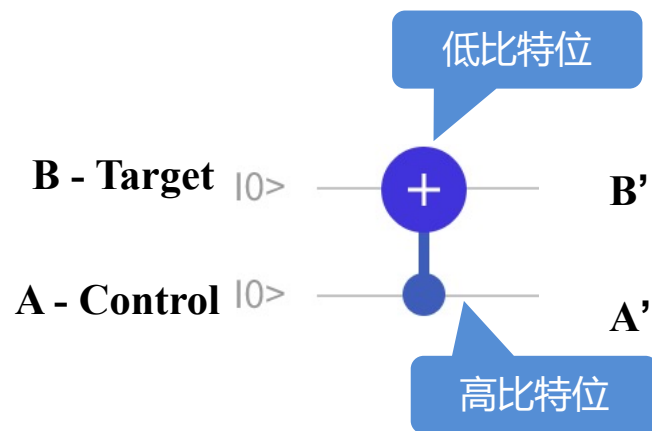 低比特位
B - Target |0>
B’
+
A - Control |0>
A’
高比特位